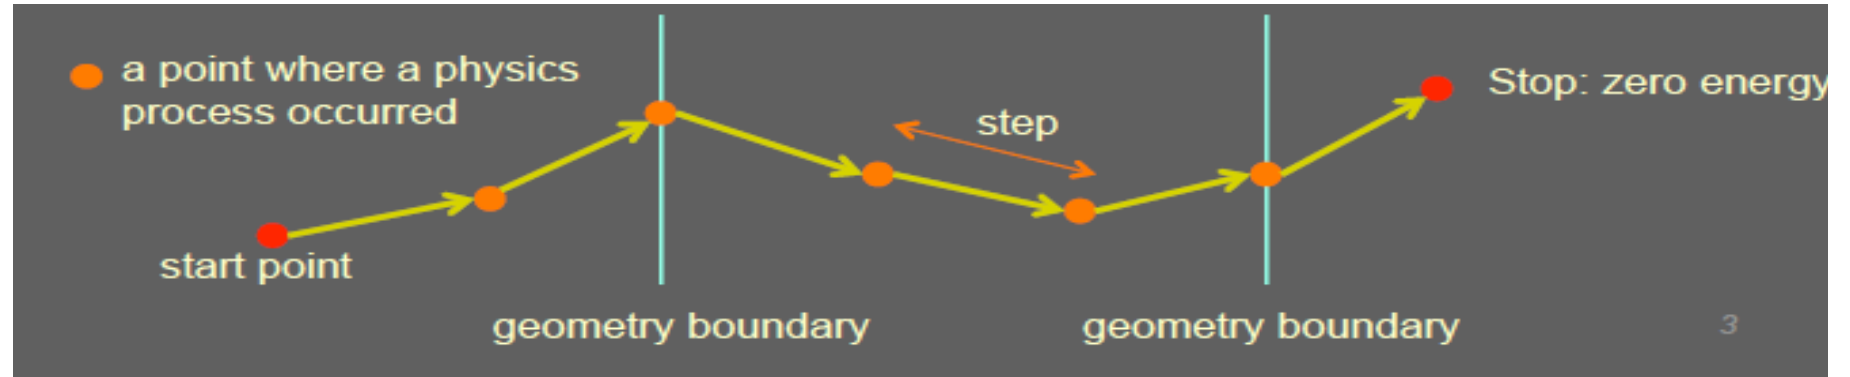 a point where a physics
process occurred
step
Stop: zero energy
start point
geometry boundary
geometry boundary
3